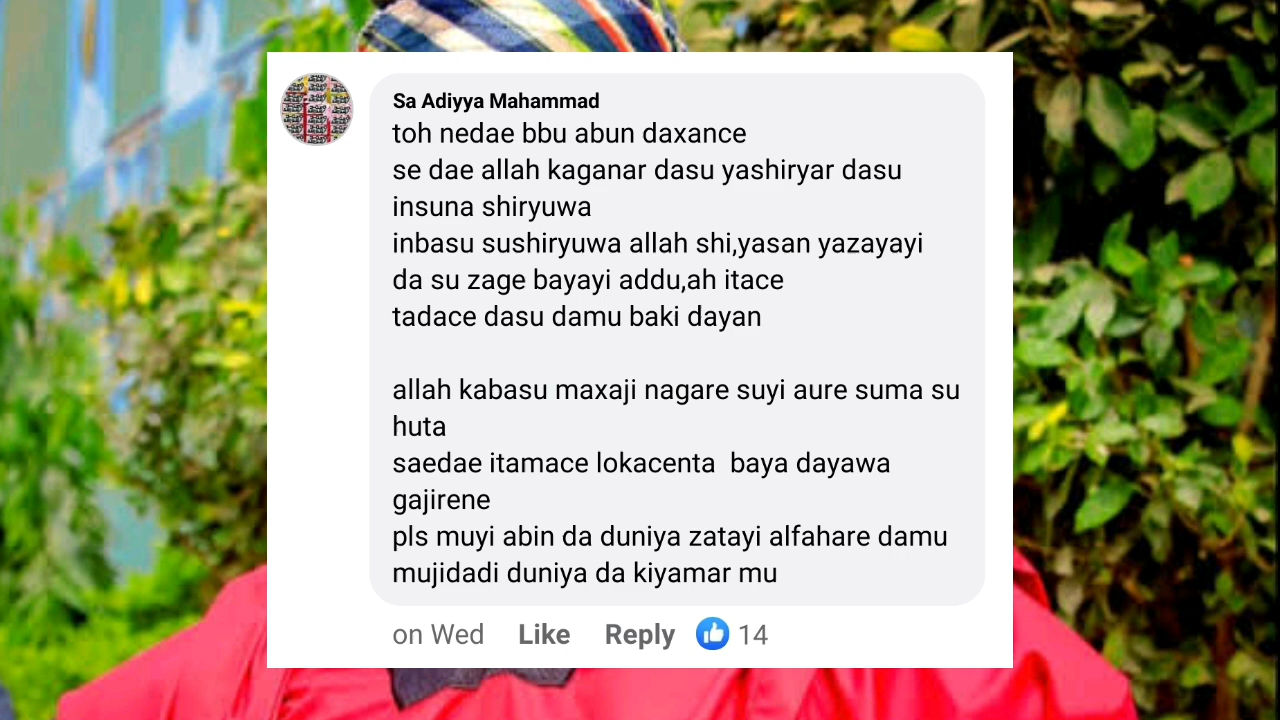 Sa Adiyya Mahammad
toh nedae bbu abun daxance
se dae allah kaganar dasu yashiryar dasu
insuna shiryuwa
inbasu sushiryuwa allah shi,yasan yazayayi
da su zage bayayi addu,ah itace
tadace dasu damu baki dayan
allah kabasu maxaji nagare suyi aure suma su
huta
saedae itamace lokacenta baya dayawa
gajirene
pls muyi abin da duniya zatayi alfahare damu
mujidadi duniya da kiyamar mu
on Wed Like Reply 14